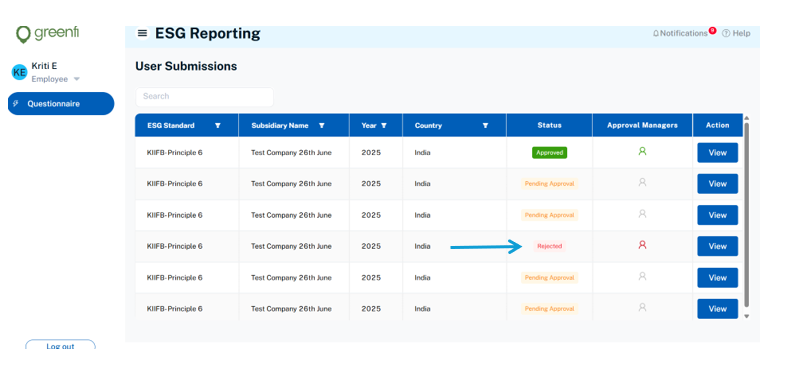 greenfi
ESG Reporting
Notifications 9 Help
KE Kriti E
Employee
Questionnaire
User Submissions
Search
ESG Standard Subsidiary Name Year Country Status Approval Managers Action
KIIFB-Principle 6 Test Company 26th June 2025 India Approved View
KIIFB-Principle 6 Test Company 26th June 2025 India Pending Approval View
KIIFB-Principle 6 Test Company 26th June 2025 India Pending Approval View
KIIFB-Principle 6 Test Company 26th June 2025 India Rejected View
KIIFB-Principle 6 Test Company 26th June 2025 India Pending Approval View
KIIFB-Principle 6 Test Company 26th June 2025 India Pending Approval View
Log out